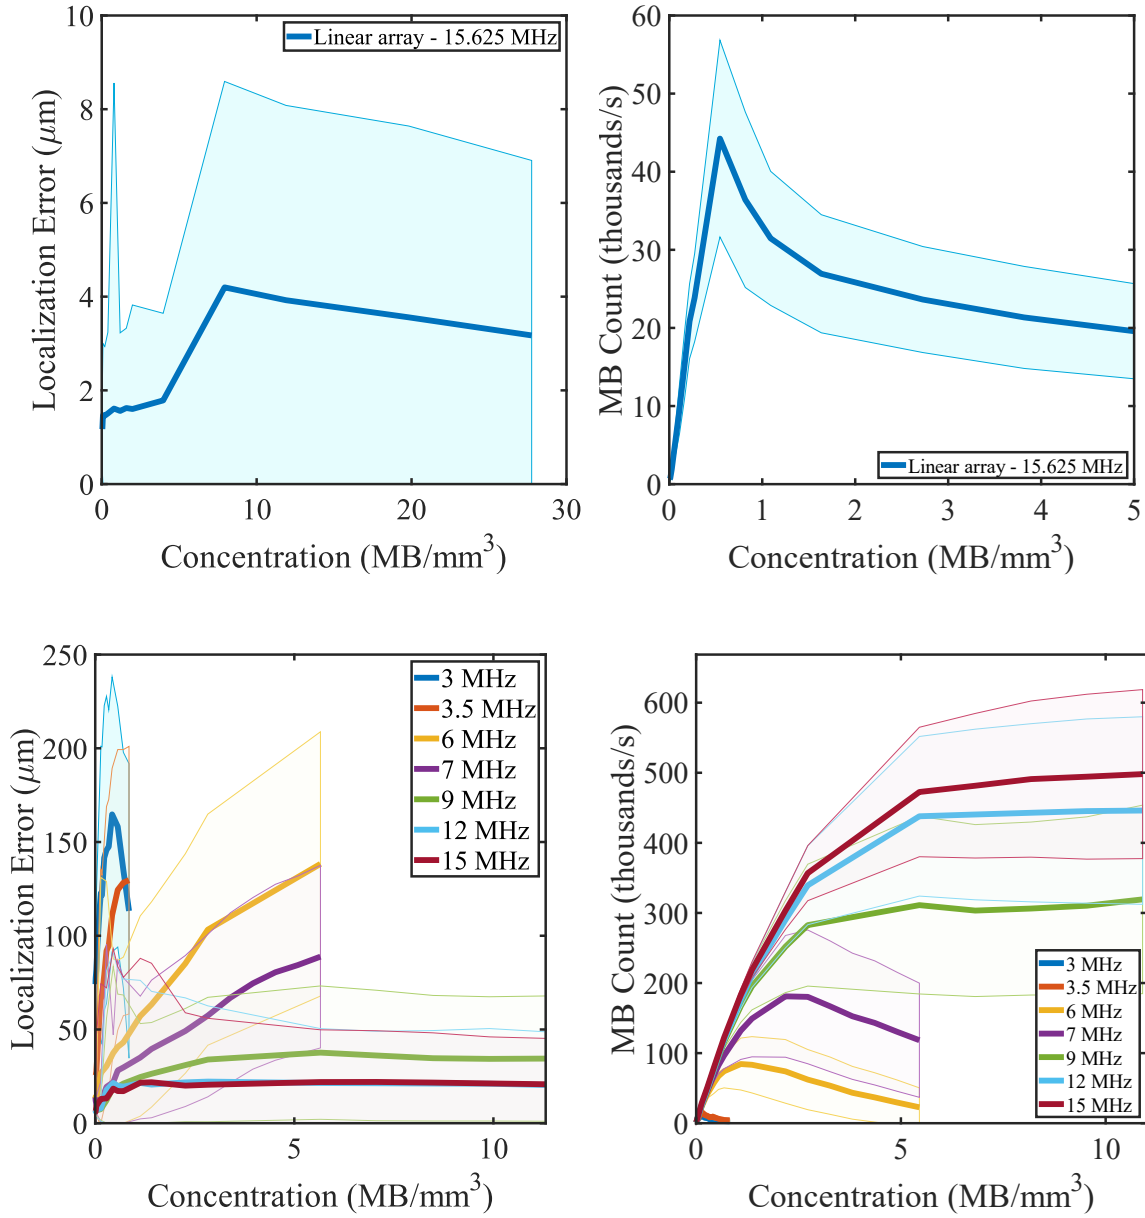 10
8
6
4
2
0
Localization Error (μm)
Linear array - 15.625 MHz
0
10
20
30
Concentration (MB/mm³)
60
50
40
30
20
10
0
MB Count (thousands/s)
Linear array - 15.625 MHz
0
1
2
3
4
5
Concentration (MB/mm³)
250
200
150
100
50
0
Localization Error (μm)
3 MHz
3.5 MHz
6 MHz
7 MHz
9 MHz
12 MHz
15 MHz
0
5
10
Concentration (MB/mm³)
600
500
400
300
200
100
0
MB Count (thousands/s)
3 MHz
3.5 MHz
6 MHz
7 MHz
9 MHz
12 MHz
15 MHz
0
5
10
Concentration (MB/mm³)